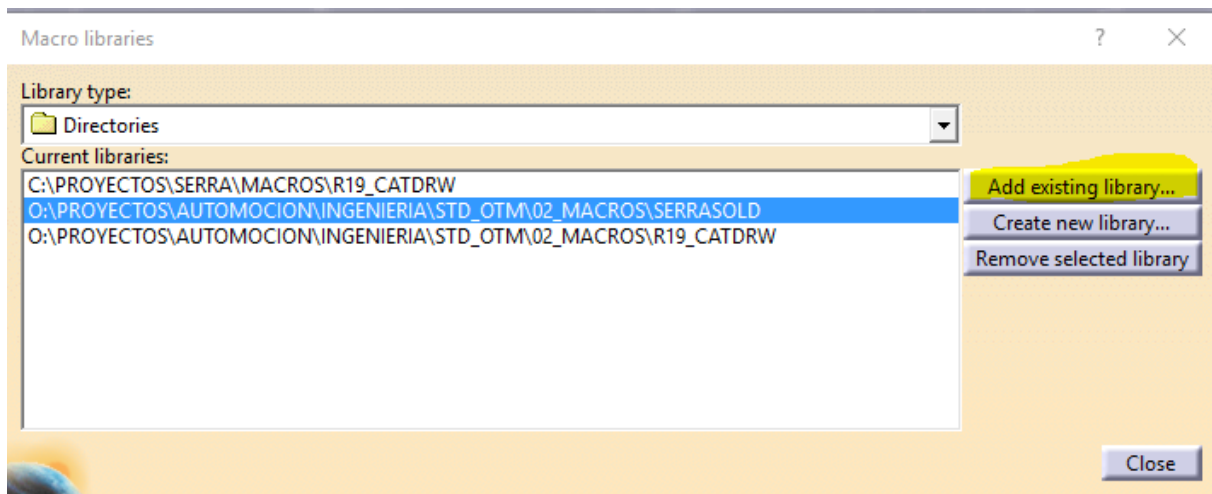 Macro libraries
?
Library type:
Directories
Current libraries:
C:\PROYECTOS\SERRA\MACROS\R19_CATDRW
O:\PROYECTOS\AUTOMOCION\INGENIERIA\STD_OTM\02_MACROS\SERRASOLD
O:\PROYECTOS\AUTOMOCION\INGENIERIA\STD_OTM\02_MACROS\R19_CATDRW
Add existing library...
Create new library...
Remove selected library
Close